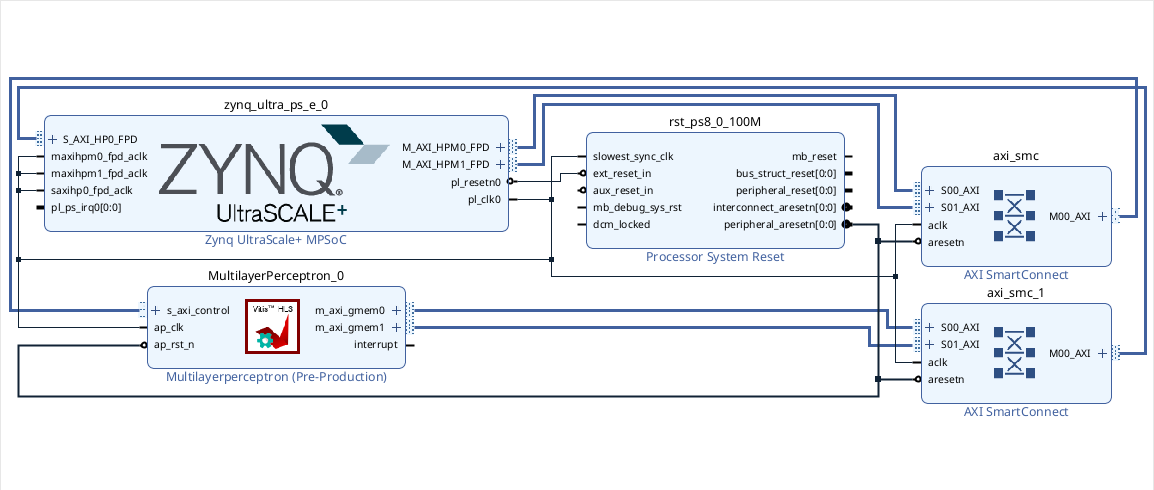 zynq_ultra_ps_e_0
S_AXI_HP0_FPD
maxihpm0_fpd_aclk
maxihpm1_fpd_aclk
saxihp0_fpd_aclk
pl_ps_irq0[0:0]
ZYNQ
UltraSCALE+
M_AXI_HPM0_FPD
M_AXI_HPM1_FPD
pl_resetn0
pl_clk0
Zynq UltraScale+ MPSoC
rst_ps8_0_100M
slowest_sync_clk
ext_reset_in
aux_reset_in
mb_debug_sys_rst
dcm_locked
mb_reset
bus_struct_reset[0:0]
peripheral_reset[0:0]
interconnect_aresetn[0:0]
peripheral_aresetn[0:0]
Processor System Reset
axi_smc
S00_AXI
S01_AXI
aclk
aresetn
M00_AXI
AXI SmartConnect
MultilayerPerceptron_0
s_axi_control
ap_clk
ap_rst_n
Vitis™ HLS
m_axi_gmem0
m_axi_gmem1
interrupt
Multilayerperceptron (Pre-Production)
axi_smc_1
S00_AXI
S01_AXI
aclk
aresetn
M00_AXI
AXI SmartConnect